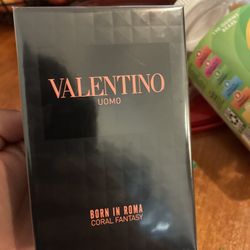 VALENTINO
UOMO
BORN IN ROMA
CORAL FANTASY